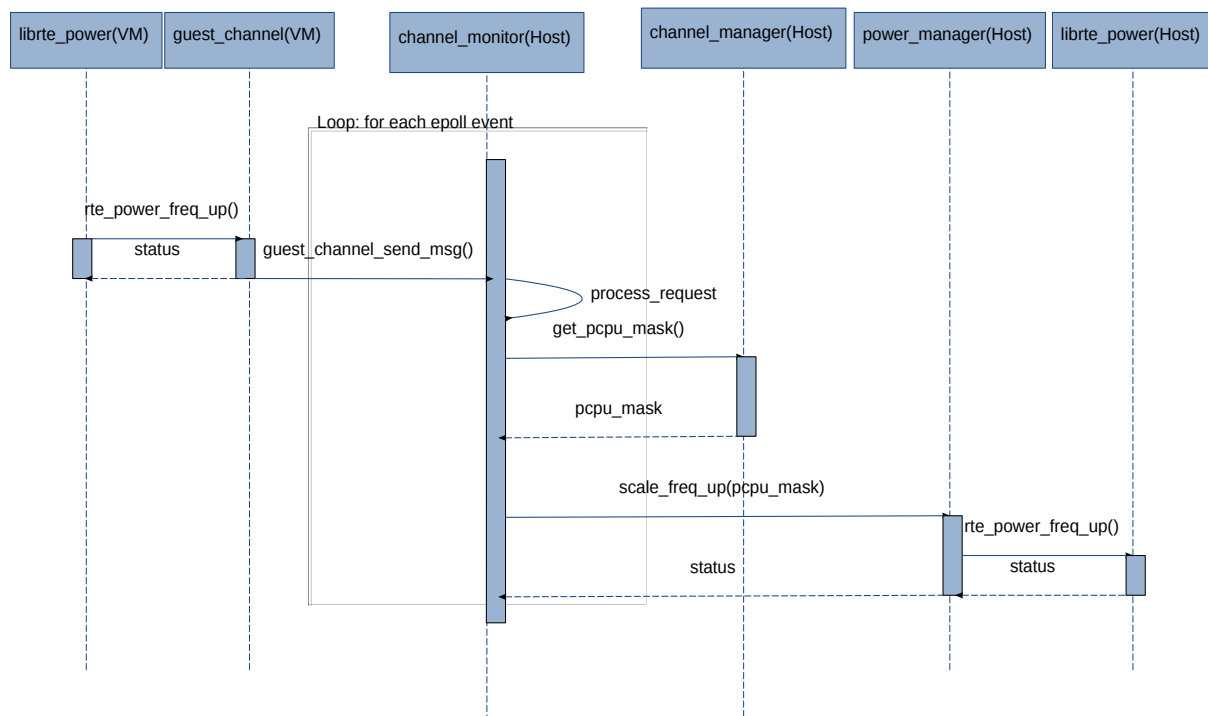 librte_power(VM)
guest_channel(VM)
channel_monitor(Host)
channel_manager(Host)
power_manager(Host)
librte_power(Host)
Loop: for each epoll event
rte_power_freq_up()
status
guest_channel_send_msg()
process_request
get_pcpu_mask()
pcpu_mask
scale_freq_up(pcpu_mask)
rte_power_freq_up()
status
status